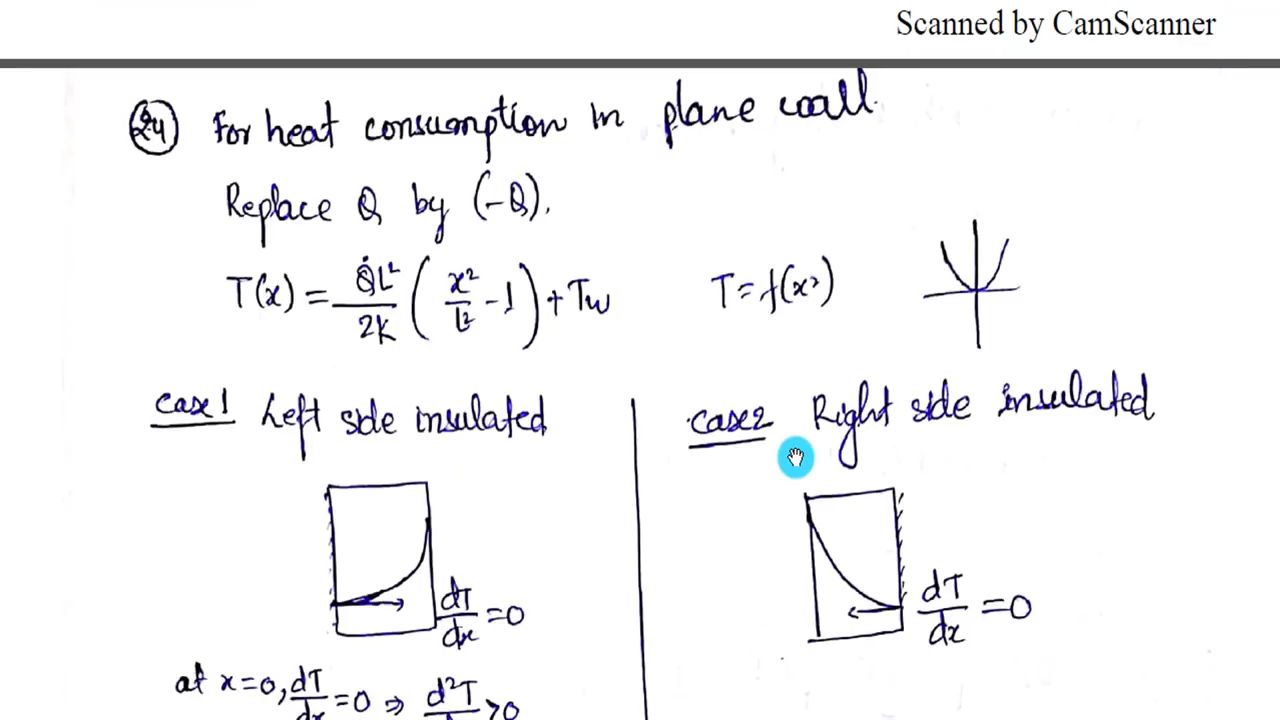 Scanned by CamScanner
24 For heat consumption in plane wall.
Replace Q by (-Q).
T(x) = Q̇L²/2K (x²/L² - 1) + Tw
T = f(x²)
Case 1 Left side insulated
dT/dx = 0
at x=0, dT/dx = 0 ⇒ d²T/d >0
Case 2 Right side insulated
dT/dx = 0